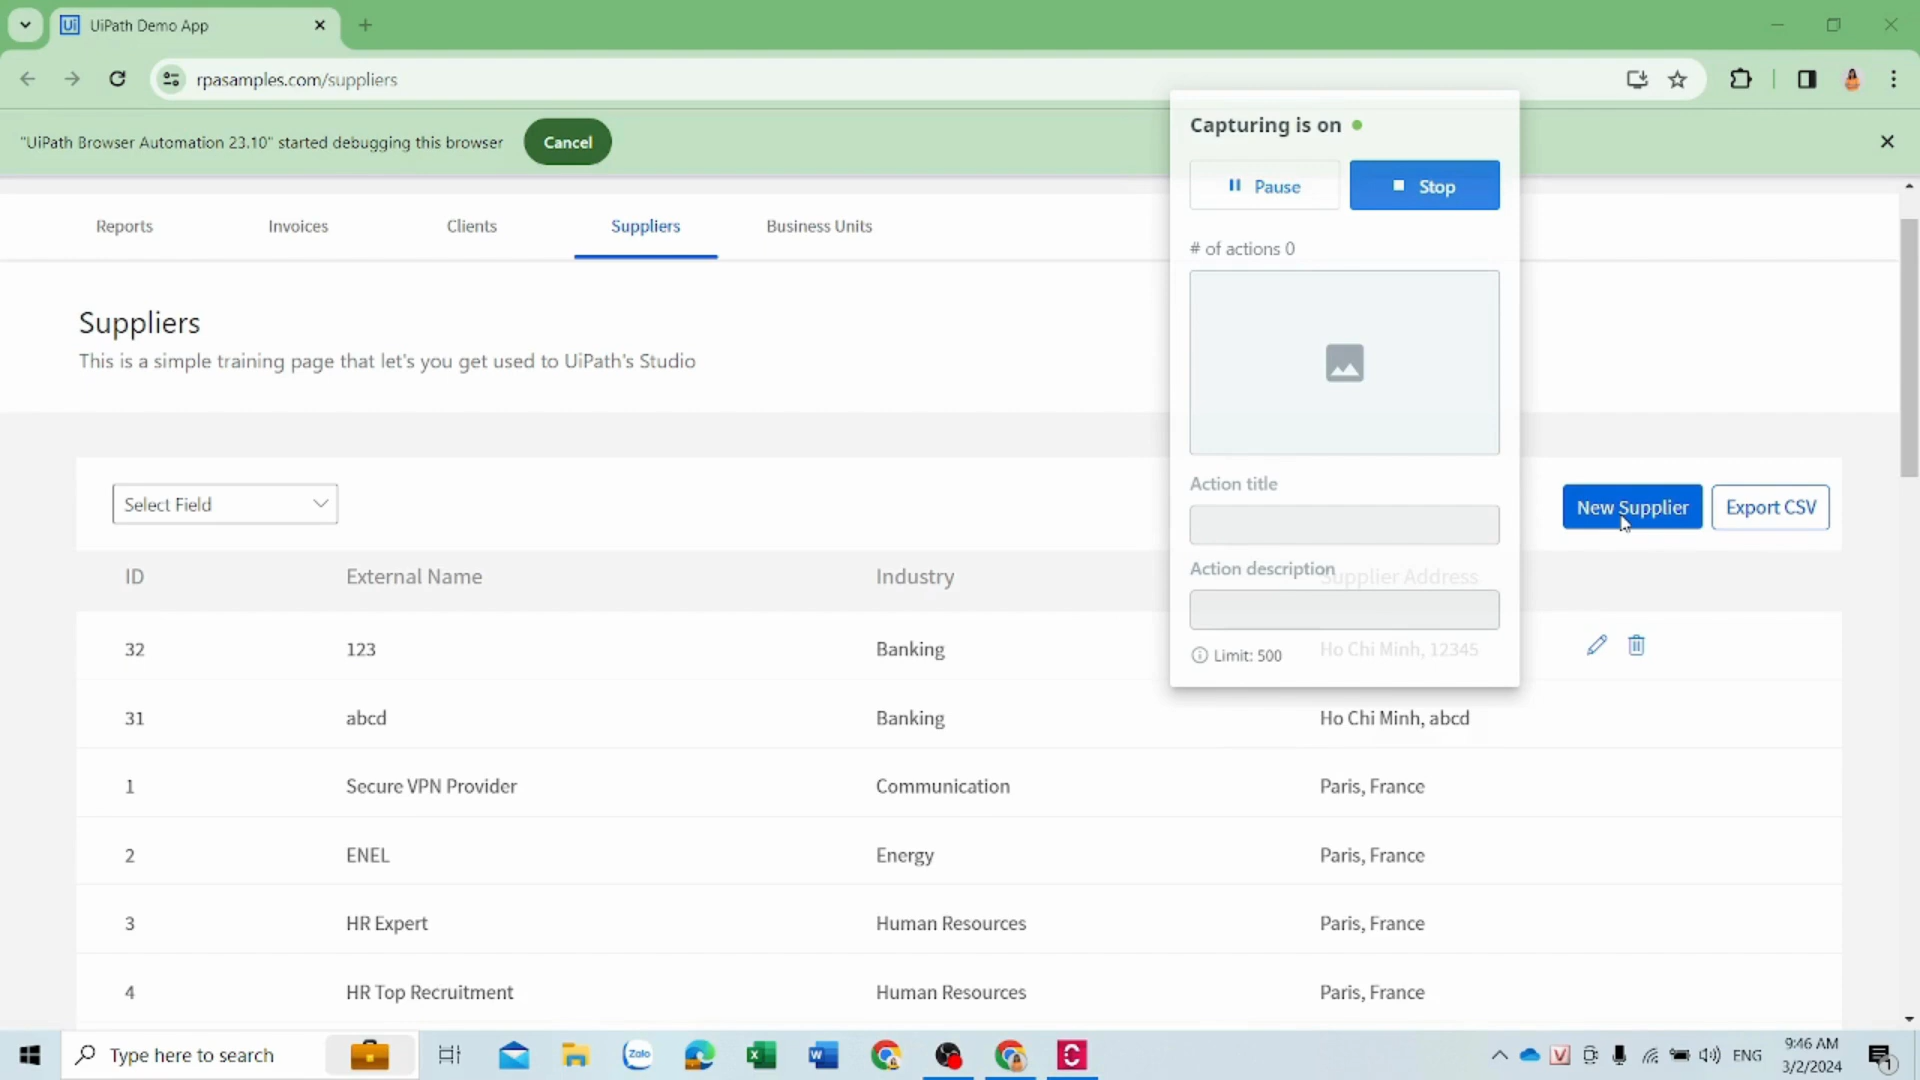 UiPath Demo App
rpasamples.com/suppliers
"UiPath Browser Automation 23.10" started debugging this browser
Cancel
Reports
Invoices
Clients
Suppliers
Business Units
Suppliers
This is a simple training page that let's you get used to UiPath's Studio
Capturing is on
Pause
Stop
# of actions 0
Action title
Action description
Limit: 500
Select Field
New Supplier
Export CSV
ID External Name Industry Supplier Address
32 123 Banking Ho Chi Minh, 12345
31 abcd Banking Ho Chi Minh, abcd
1 Secure VPN Provider Communication Paris, France
2 ENEL Energy Paris, France
3 HR Expert Human Resources Paris, France
4 HR Top Recruitment Human Resources Paris, France
Type here to search
Zalo
ENG
9:46 AM
3/2/2024
1